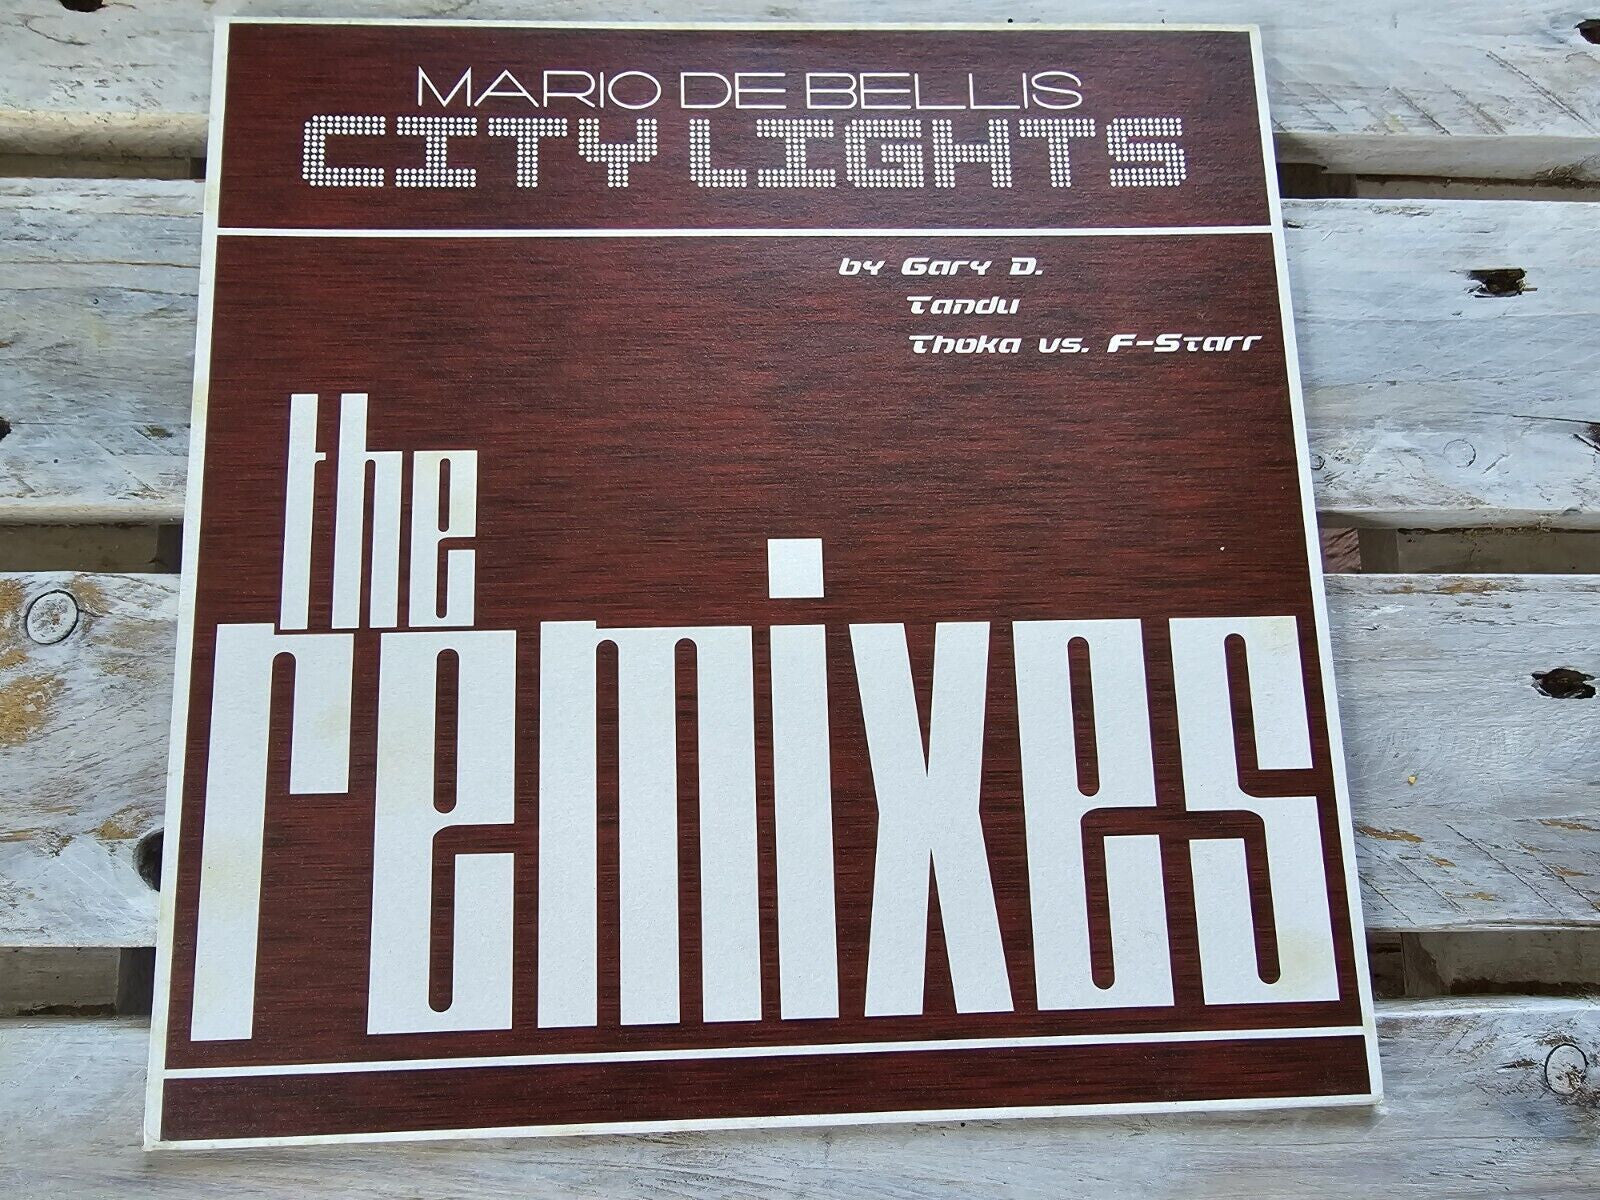 MARIO DE BELLIS
CITY LIGHTS
by Gary D.
Tandu
Thoka vs. F-Starr
the
remixes